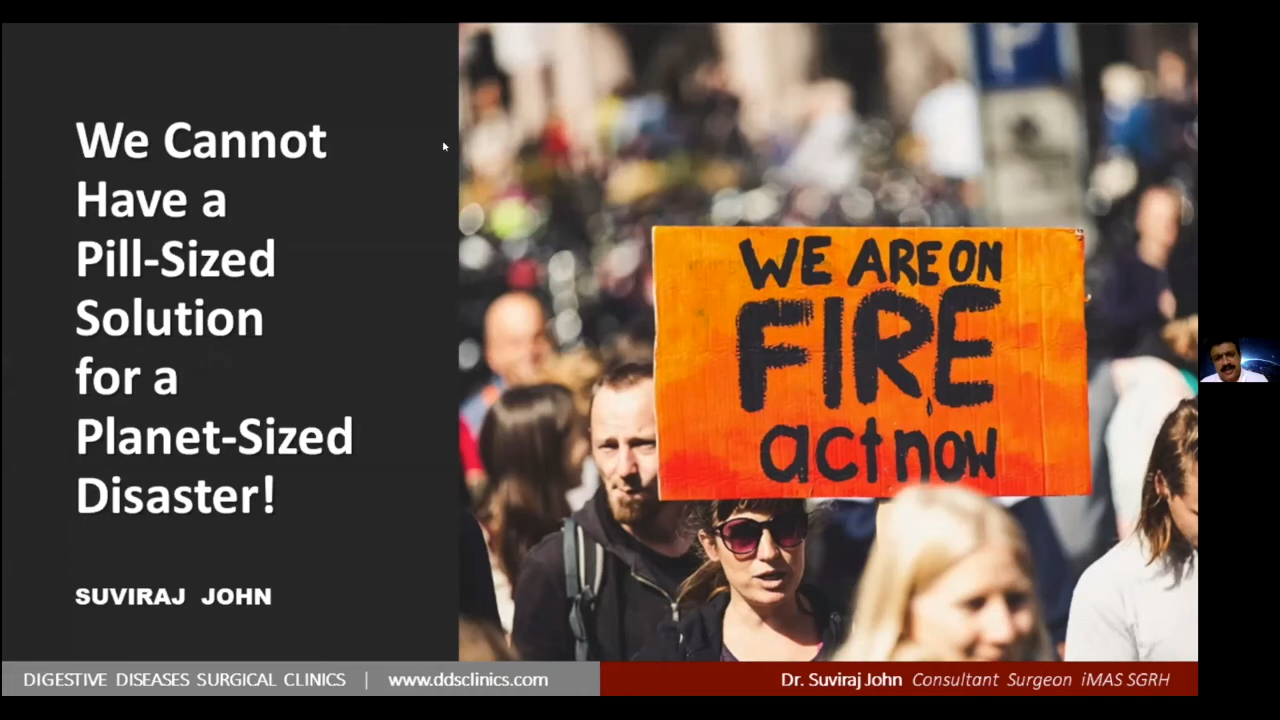 We Cannot
Have a
Pill-Sized
Solution
for a
Planet-Sized
Disaster!
SUVIRAJ JOHN
WE ARE ON
FIRE
act now
P
DIGESTIVE DISEASES SURGICAL CLINICS | www.ddsclinics.com
Dr. Suviraj John Consultant Surgeon iMAS SGRH